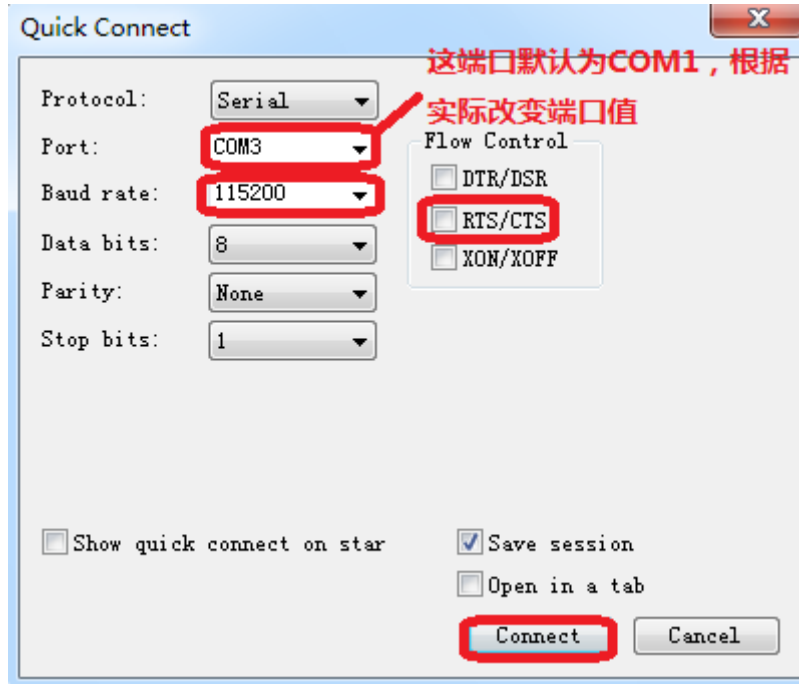 Quick Connect
这端口默认为COM1，根据
实际改变端口值
Protocol:
Serial
Port:
COM3
Baud rate:
115200
Data bits:
8
Parity:
None
Stop bits:
1
Flow Control
DTR/DSR
RTS/CTS
XON/XOFF
Show quick connect on star
Save session
Open in a tab
Connect
Cancel